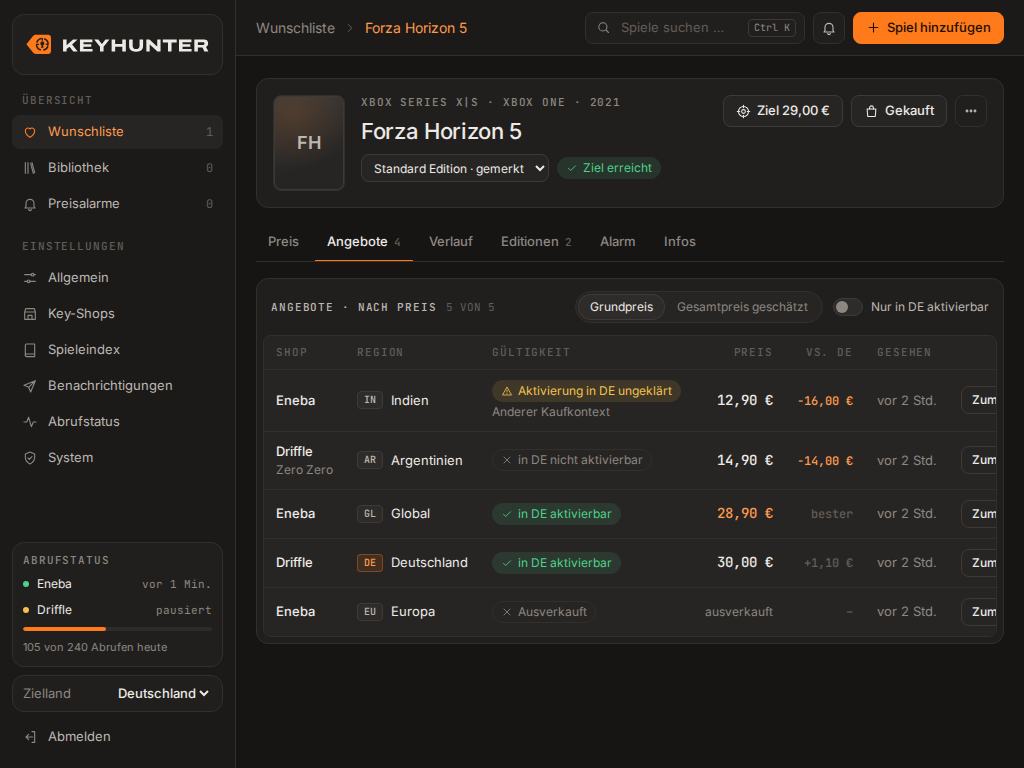 KEYHUNTER
ÜBERSICHT
Wunschliste 1
Bibliothek 0
Preisalarme 0
EINSTELLUNGEN
Allgemein
Key-Shops
Spieleindex
Benachrichtigungen
Abrufstatus
System
ABRUFSTATUS
Eneba vor 1 Min.
Driffle pausiert
105 von 240 Abrufen heute
Zielland Deutschland
Abmelden
Wunschliste Forza Horizon 5
Spiele suchen ... Ctrl K
Spiel hinzufügen
FH
XBOX SERIES X|S · XBOX ONE · 2021
Forza Horizon 5
Standard Edition · gemerkt
Ziel erreicht
Ziel 29,00 €
Gekauft
Preis Angebote 4 Verlauf Editionen 2 Alarm Infos
ANGEBOTE · NACH PREIS 5 VON 5
Grundpreis Gesamtpreis geschätzt
Nur in DE aktivierbar
SHOP REGION GÜLTIGKEIT PREIS VS. DE GESEHEN
Eneba IN Indien Aktivierung in DE ungeklärt 12,90 € -16,00 € vor 2 Std. Zum
Anderer Kaufkontext
Driffle AR Argentinien in DE nicht aktivierbar 14,90 € -14,00 € vor 2 Std. Zum
Zero Zero
Eneba GL Global in DE aktivierbar 28,90 € bester vor 2 Std. Zum
Driffle DE Deutschland in DE aktivierbar 30,00 € +1,10 € vor 2 Std. Zum
Eneba EU Europa Ausverkauft ausverkauft – vor 2 Std. Zum